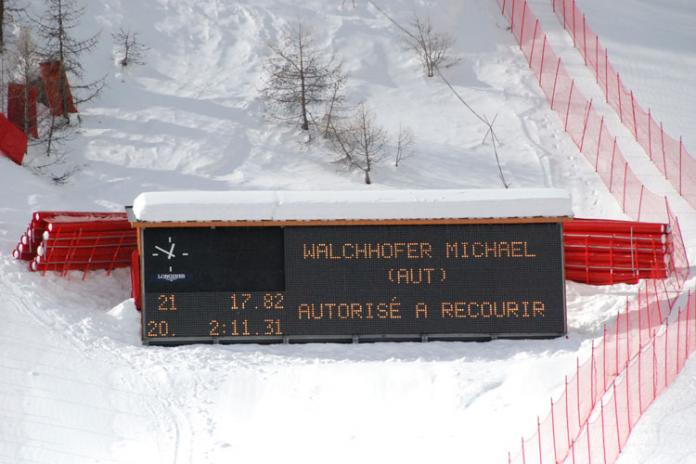 LONGINES
21 17.82
20. 2:11.31
WALCHHOFER MICHAEL
(AUT)
AUTORISÉ A RECOURIR